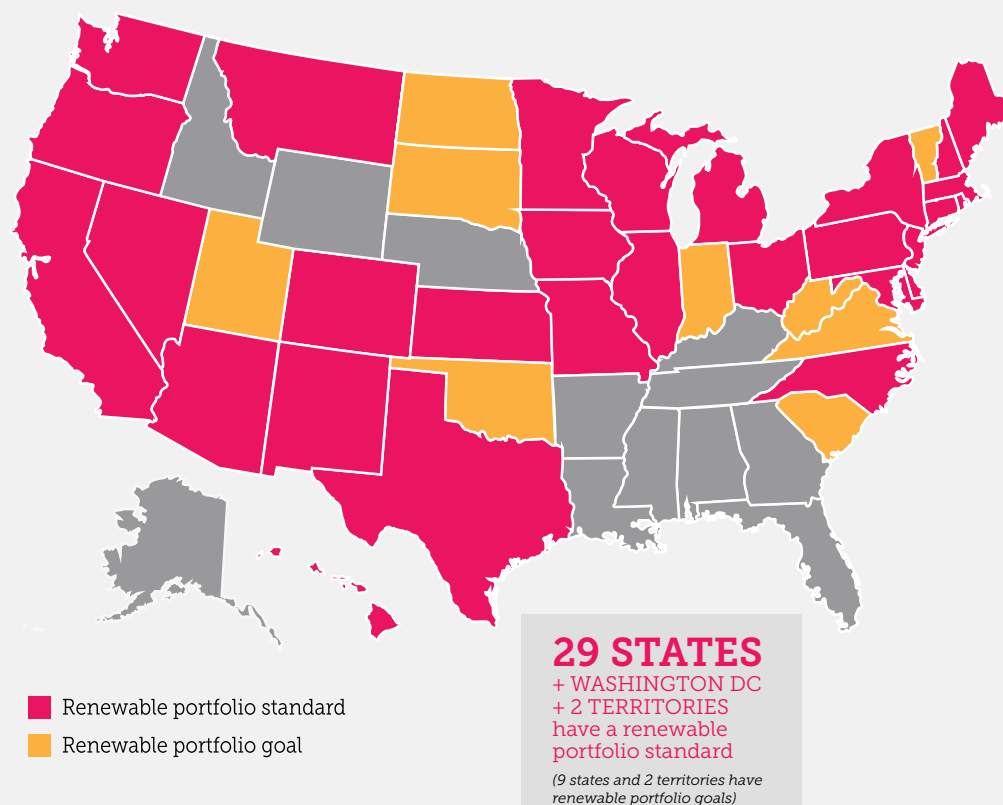 Renewable portfolio standard
Renewable portfolio goal
29 STATES
+ WASHINGTON DC
+ 2 TERRITORIES
have a renewable
portfolio standard
(9 states and 2 territories have
renewable portfolio goals)